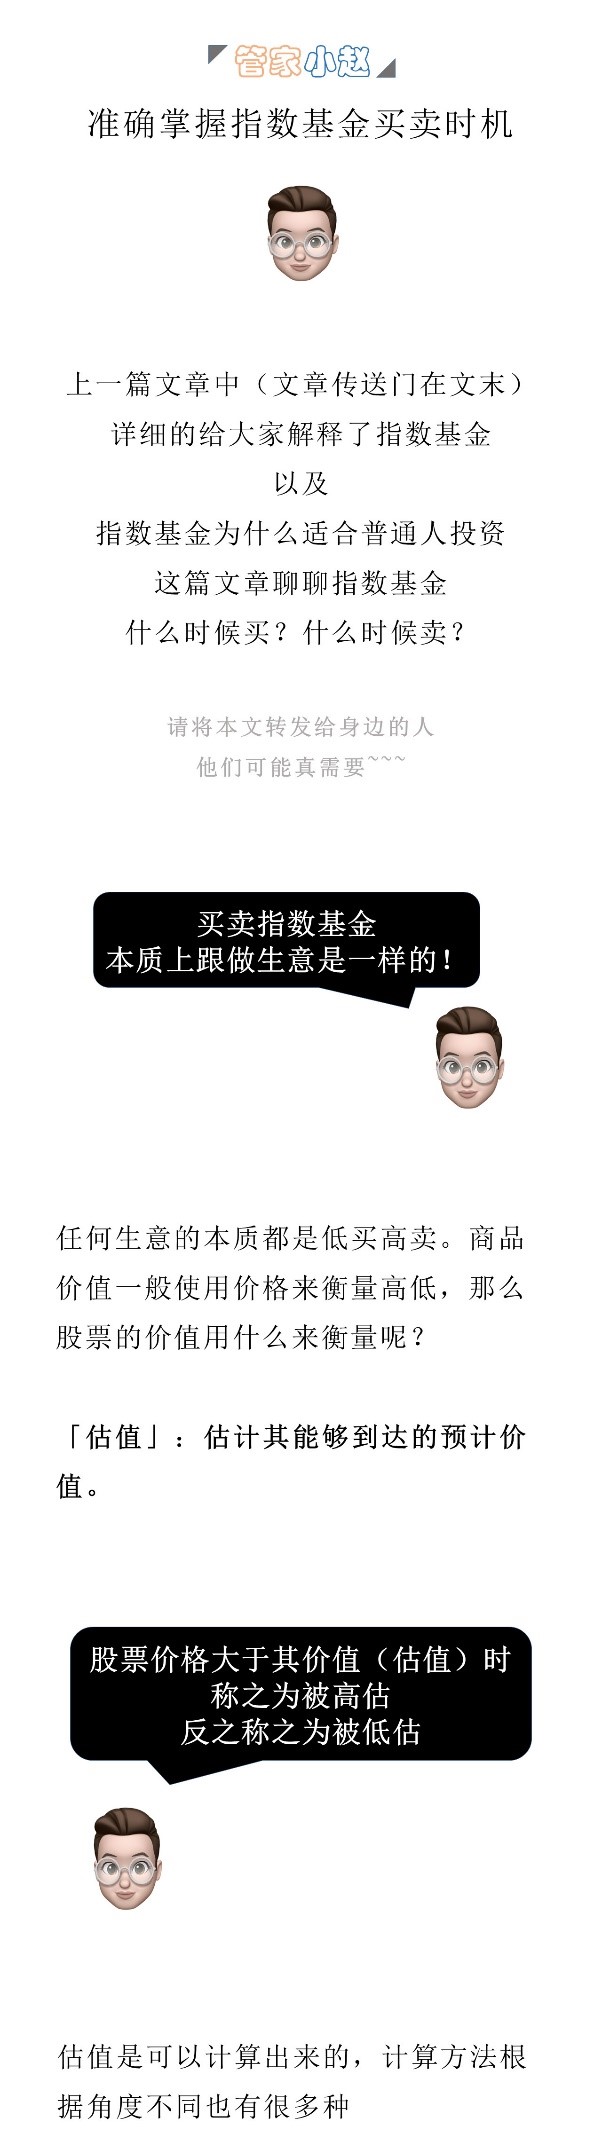 管家小赵
准确掌握指数基金买卖时机
上一篇文章中（文章传送门在文末）
详细的给大家解释了指数基金
以及
指数基金为什么适合普通人投资
这篇文章聊聊指数基金
什么时候买？什么时候卖？
请将本文转发给身边的人
他们可能真需要~~~
买卖指数基金
本质上跟做生意是一样的！
任何生意的本质都是低买高卖。商品
价值一般使用价格来衡量高低，那么
股票的价值用什么来衡量呢？
「估值」：估计其能够到达的预计价
值。
股票价格大于其价值（估值）时
称之为被高估
反之称之为被低估
估值是可以计算出来的，计算方法根
据角度不同也有很多种